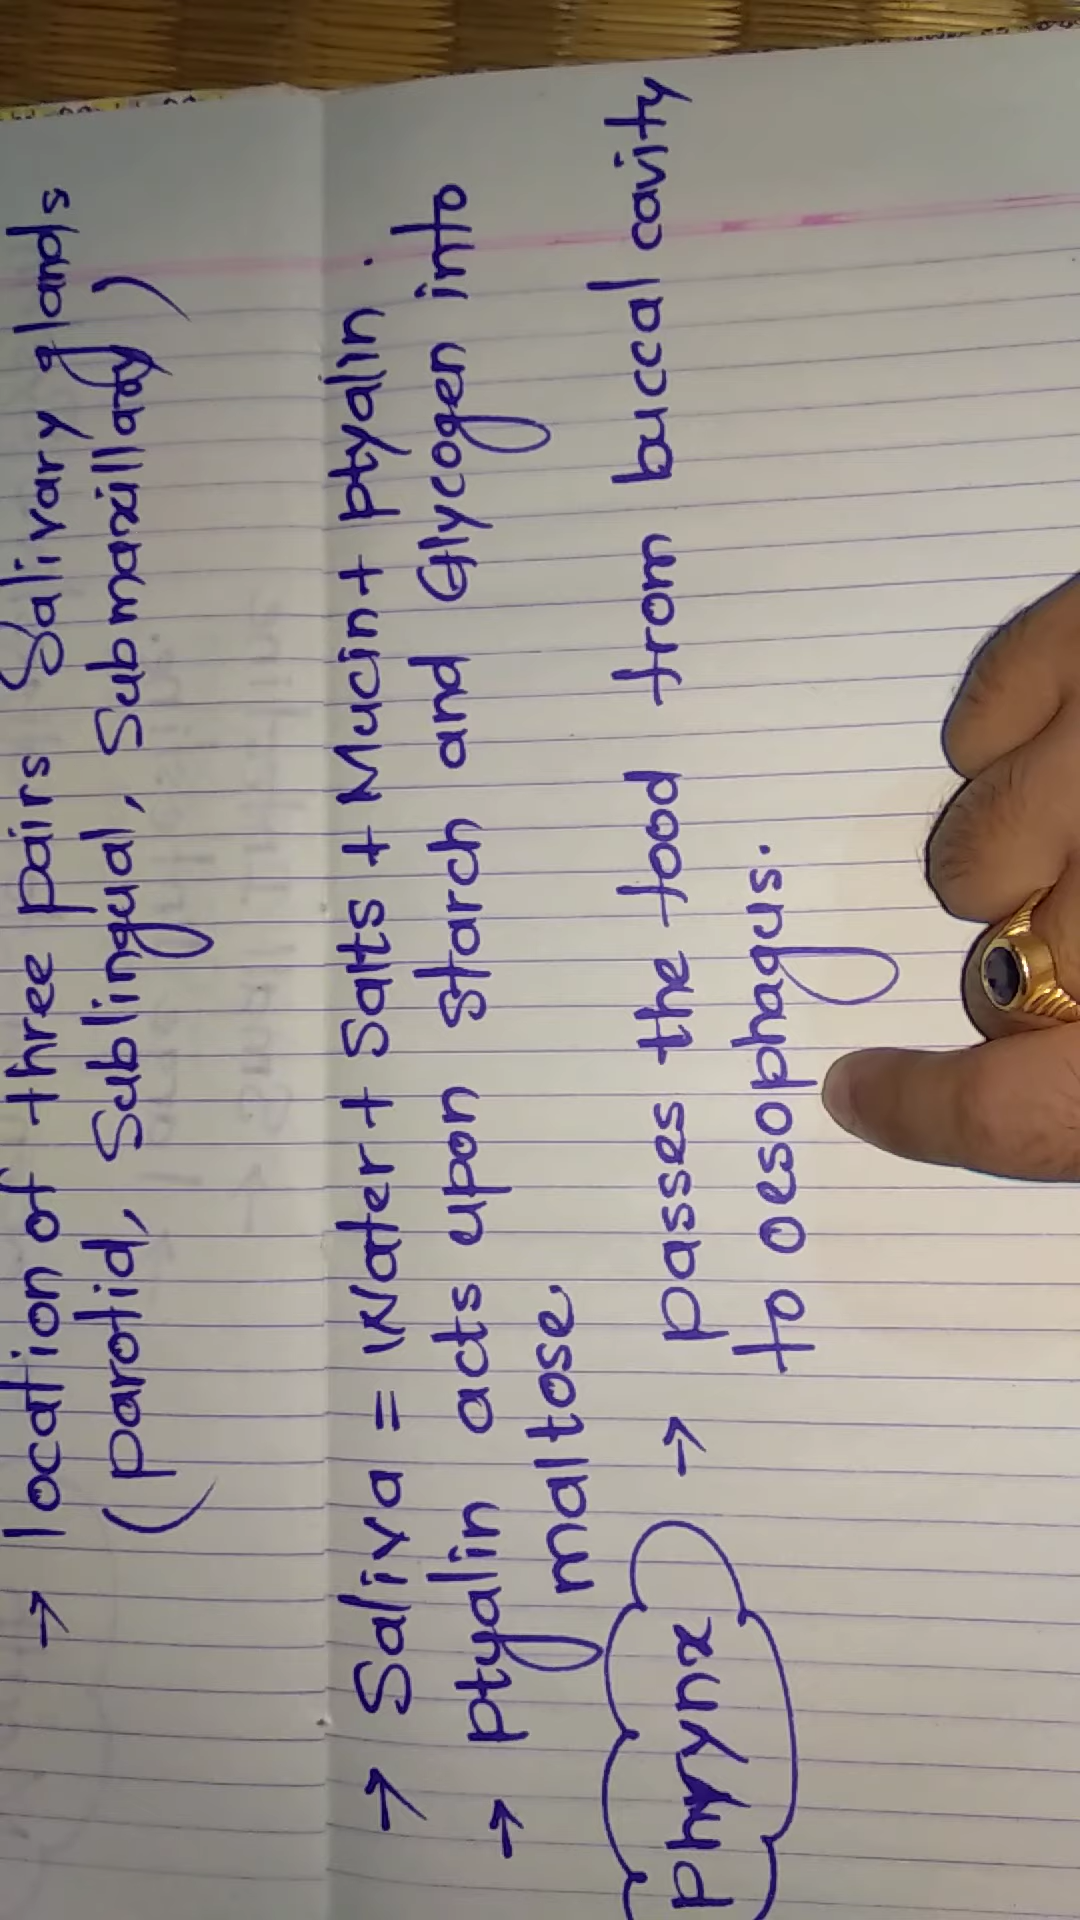 → location of three pairs Salivary glands
(parotid, Sublingual, Submaxillary)
→ Saliva = Water + Salts + Mucin + ptyalin.
→ ptyalin acts upon starch and Glycogen into
maltose.
→ passes the food from buccal cavity
to oesophagus.